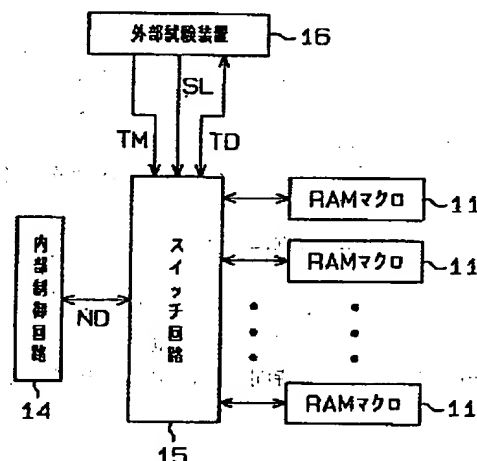 外部試験装置
16
SL
TM
TD
RAMマクロ
11
内部制御回路
ND
スイッチ回路
RAMマクロ
11
RAMマクロ
11
14
15